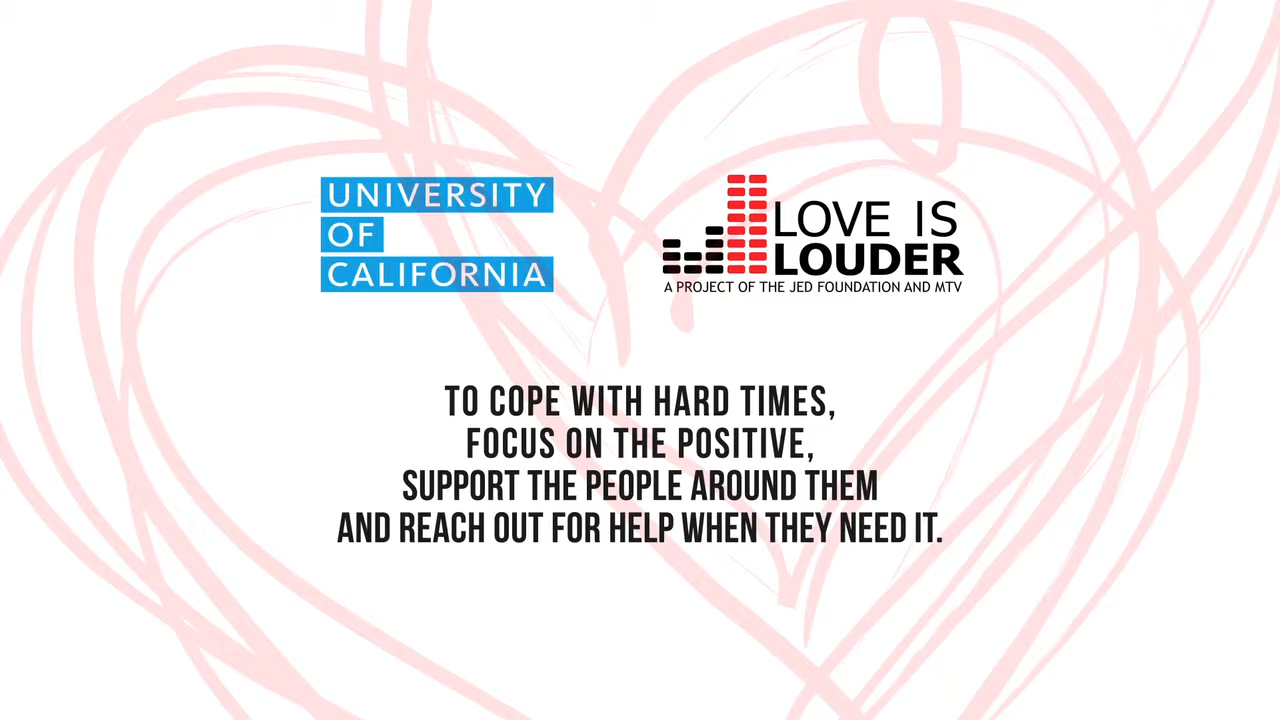 UNIVERSITY
OF
CALIFORNIA
LOVE IS
LOUDER
A PROJECT OF THE JED FOUNDATION AND MTV
TO COPE WITH HARD TIMES,
FOCUS ON THE POSITIVE,
SUPPORT THE PEOPLE AROUND THEM
AND REACH OUT FOR HELP WHEN THEY NEED IT.